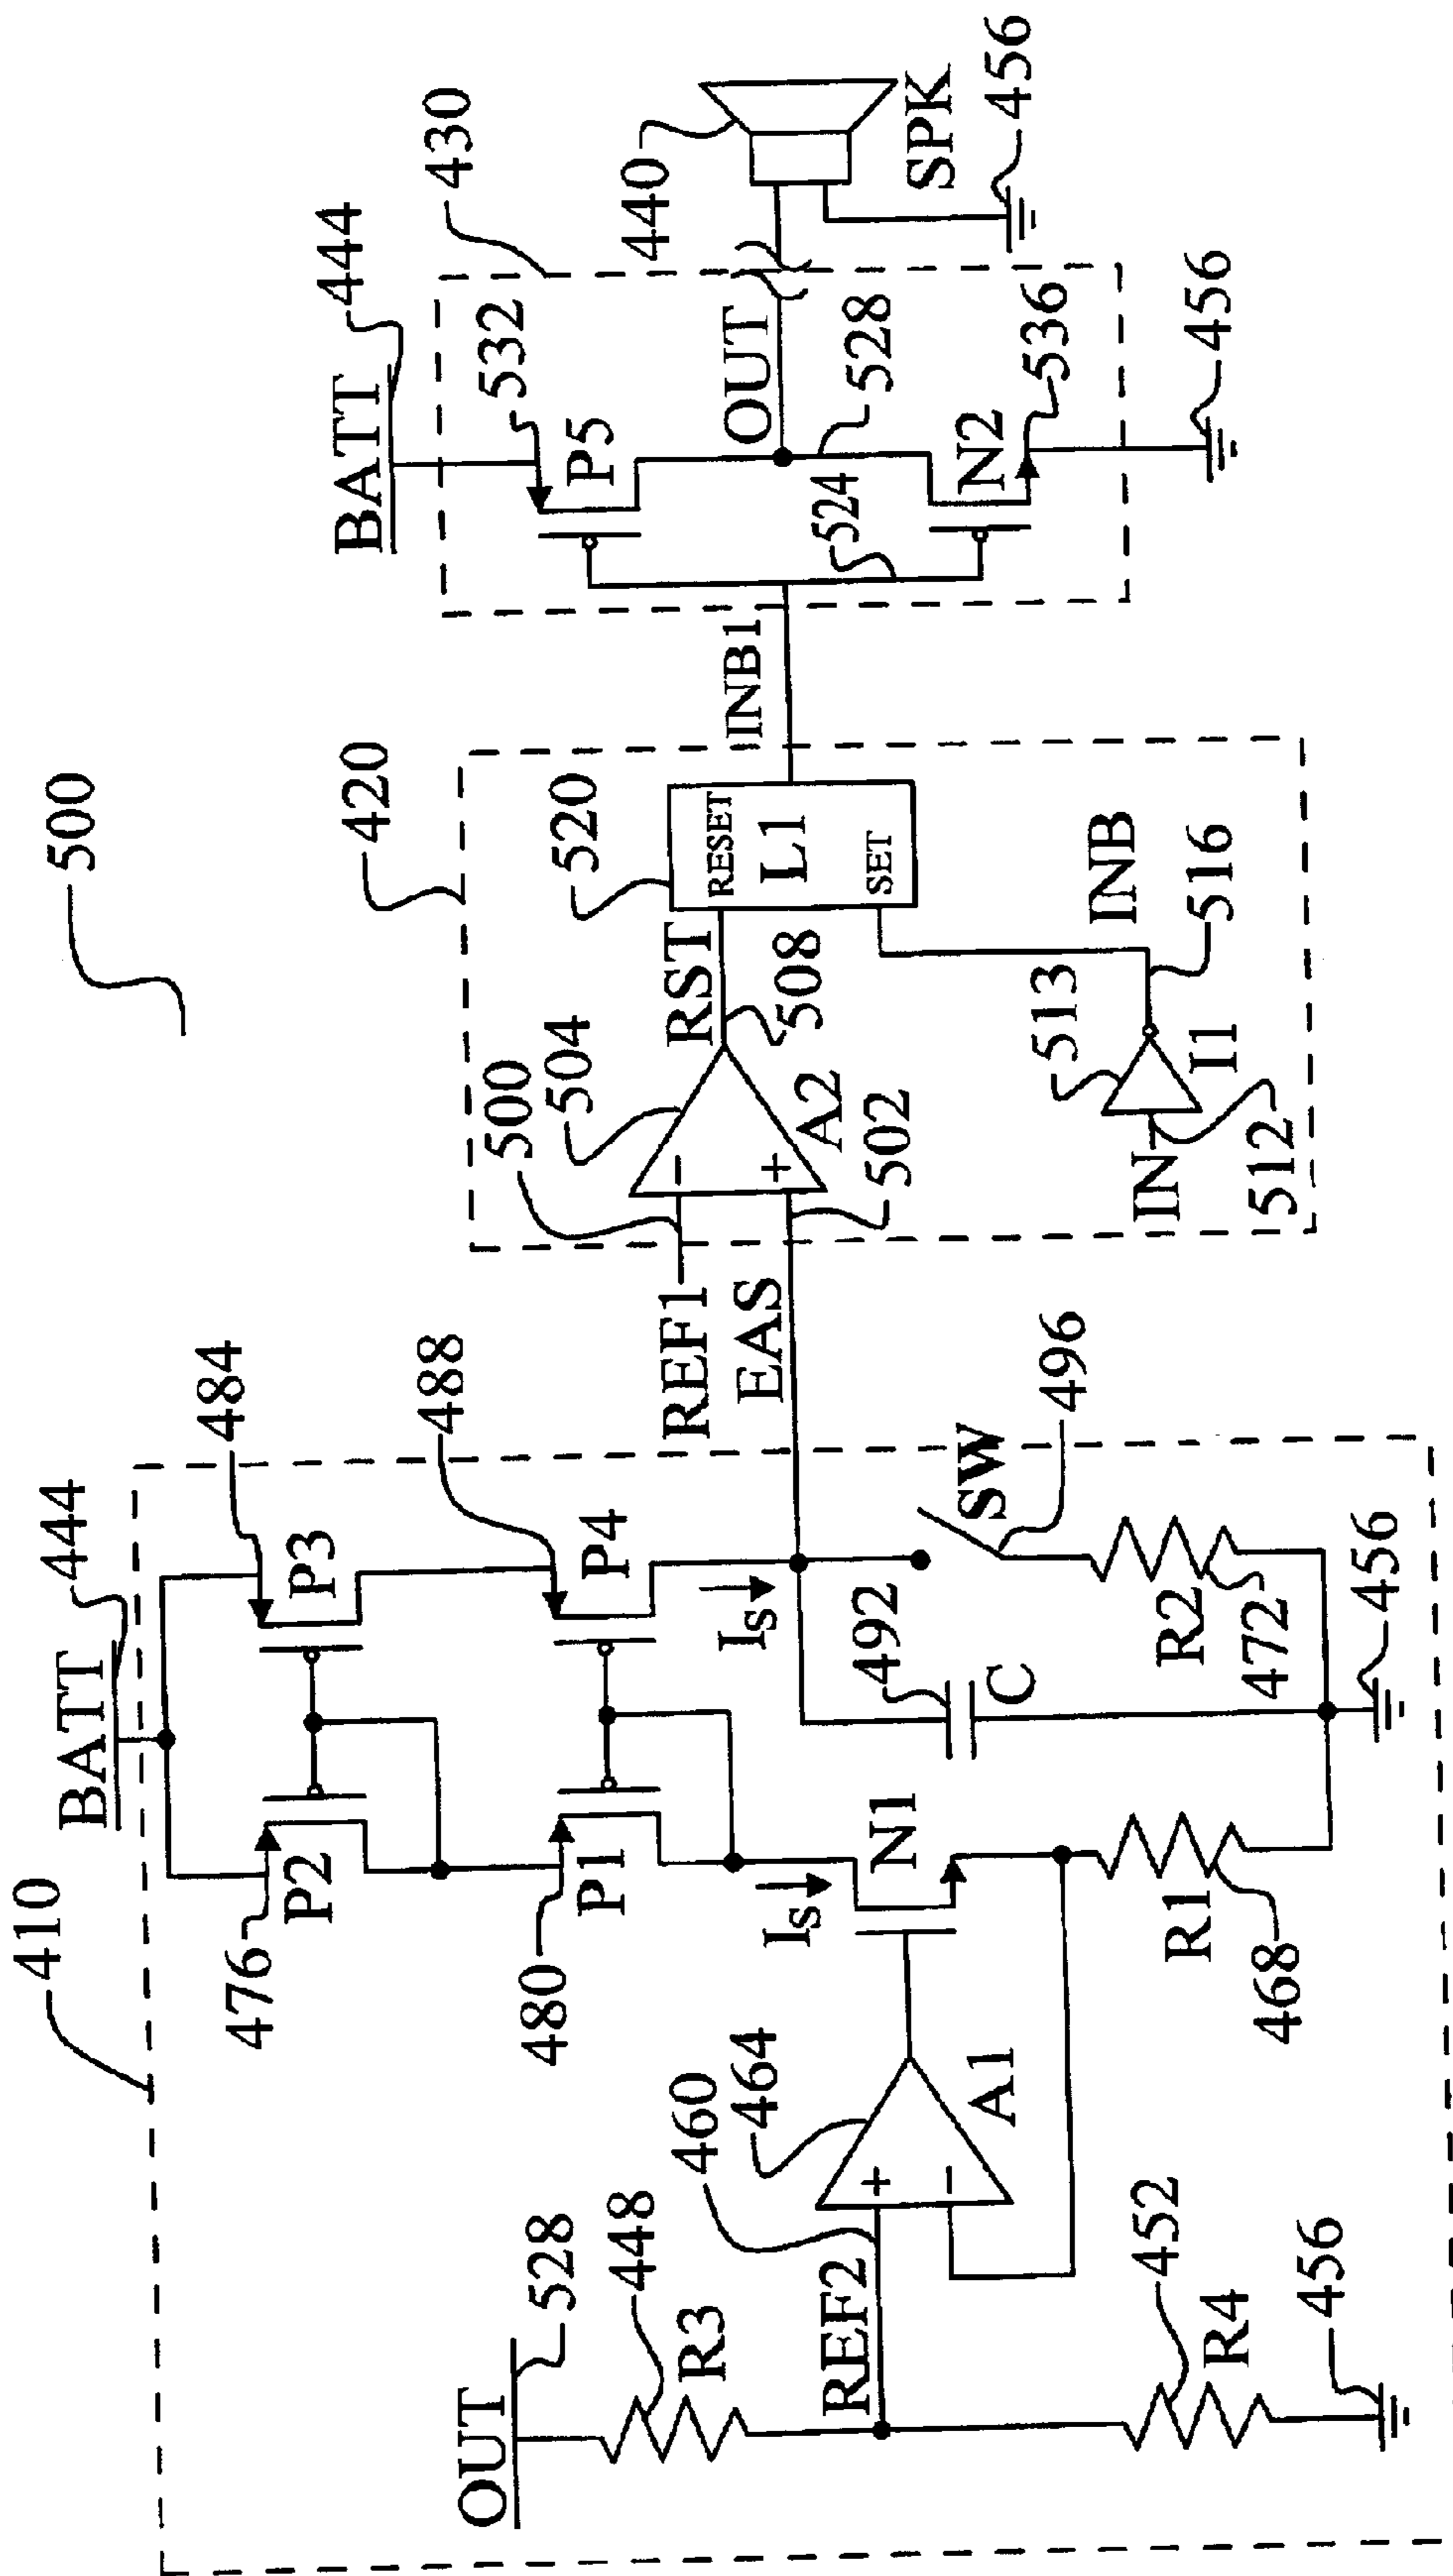 500
410
BATT
444
476
P2
P3
484
480
P1
P4
488
IS
IS
N1
OUT
528
448
R3
460
464
REF2
+
−
A1
452
R4
456
R1
468
492
C
SW
496
R2
472
456
420
REF1
EAS
500
504
−
+
A2
502
RST
508
520
RESET
L1
SET
IN
512
513
I1
INB
516
INB1
BATT
444
430
532
P5
OUT
524
528
N2
536
456
440
SPK
456